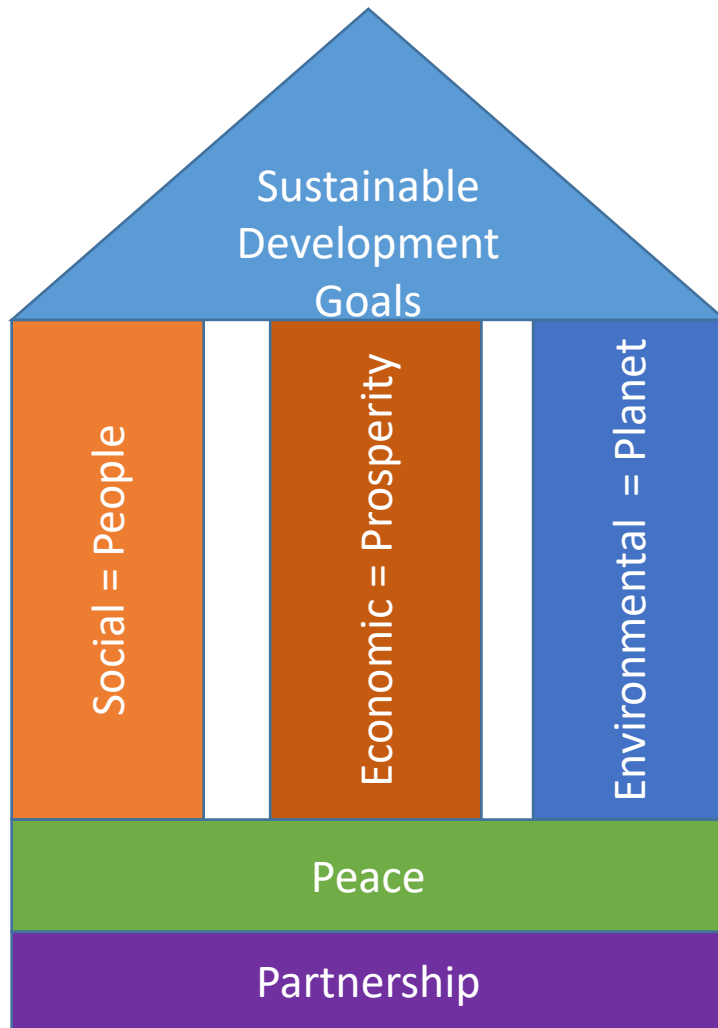 Sustainable
Development
Goals
Social = People
Economic = Prosperity
Environmental = Planet
Peace
Partnership